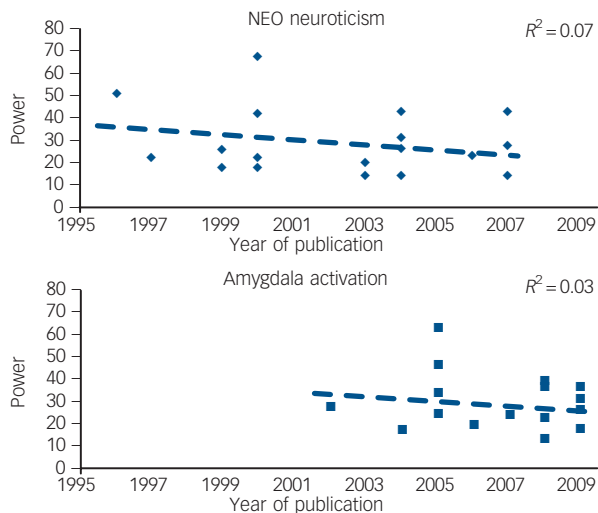 NEO neuroticism
R² = 0.07
Power
80
70
60
50
40
30
20
10
0
1995 1997 1999 2001 2003 2005 2007 2009
Year of publication
Amygdala activation
R² = 0.03
Power
80
70
60
50
40
30
20
10
0
1995 1997 1999 2001 2003 2005 2007 2009
Year of publication